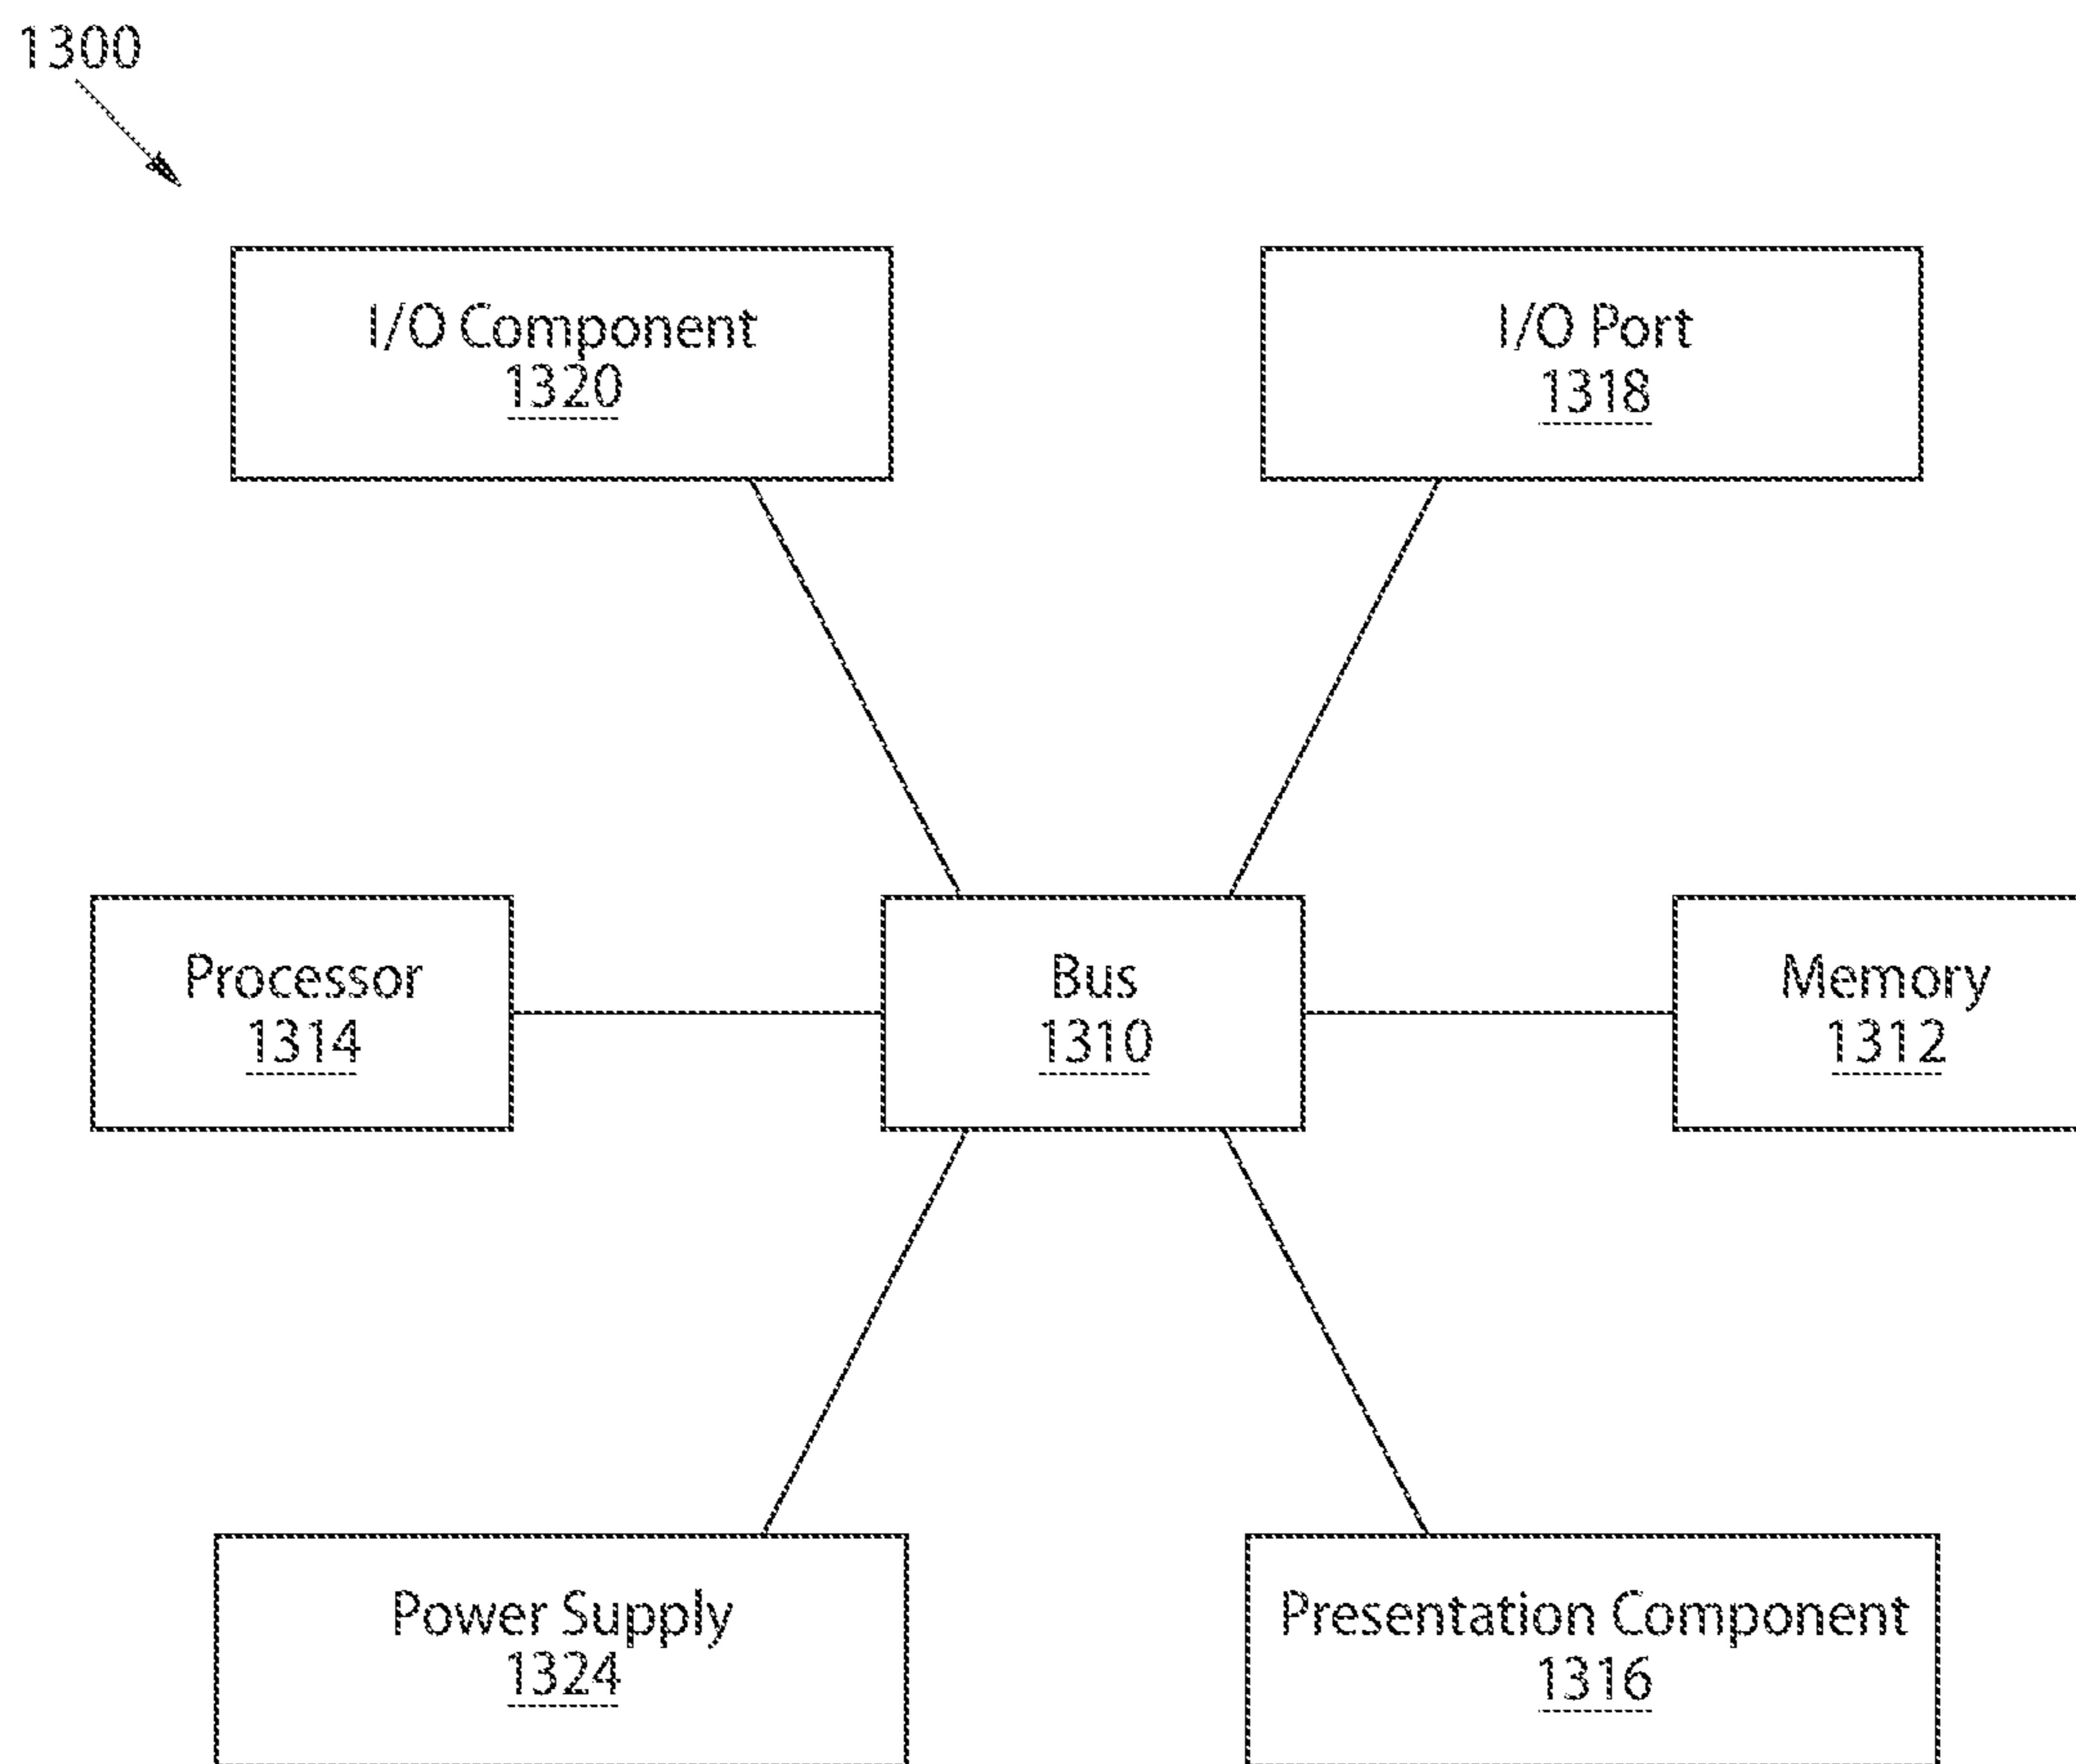 1300
I/O Component
1320
I/O Port
1318
Processor
1314
Bus
1310
Memory
1312
Power Supply
1324
Presentation Component
1316